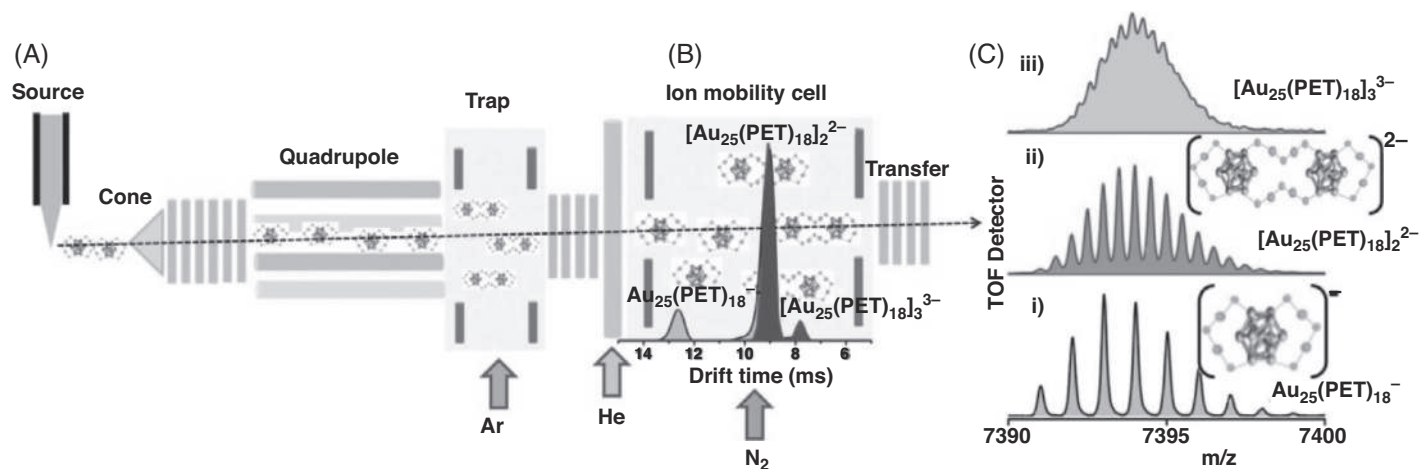 (A)
Source
Cone
Quadrupole
Trap
Ar
He
(B)
Ion mobility cell
[Au₂₅(PET)₁₈]₂²⁻
Transfer
Au₂₅(PET)₁₈⁻
[Au₂₅(PET)₁₈]₃³⁻
14 12 10 8 6
Drift time (ms)
N₂
(C)
TOF Detector
iii)
[Au₂₅(PET)₁₈]₃³⁻
ii)
2–
[Au₂₅(PET)₁₈]₂²⁻
i)
–
Au₂₅(PET)₁₈⁻
7390 7395 7400
m/z